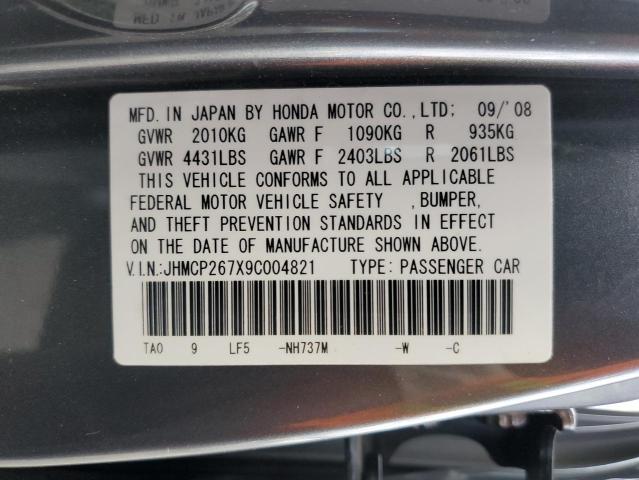 MFD. IN JAPAN BY HONDA MOTOR CO.,LTD; 09/'08
GVWR 2010KG GAWR F 1090KG R 935KG
GVWR 4431LBS GAWR F 2403LBS R 2061LBS
THIS VEHICLE CONFORMS TO ALL APPLICABLE
FEDERAL MOTOR VEHICLE SAFETY ,BUMPER,
AND THEFT PREVENTION STANDARDS IN EFFECT
ON THE DATE OF MANUFACTURE SHOWN ABOVE.
V.I.N.:JHMCP267X9C004821 TYPE: PASSENGER CAR
TAO 9 LF5 -NH737M -W -C